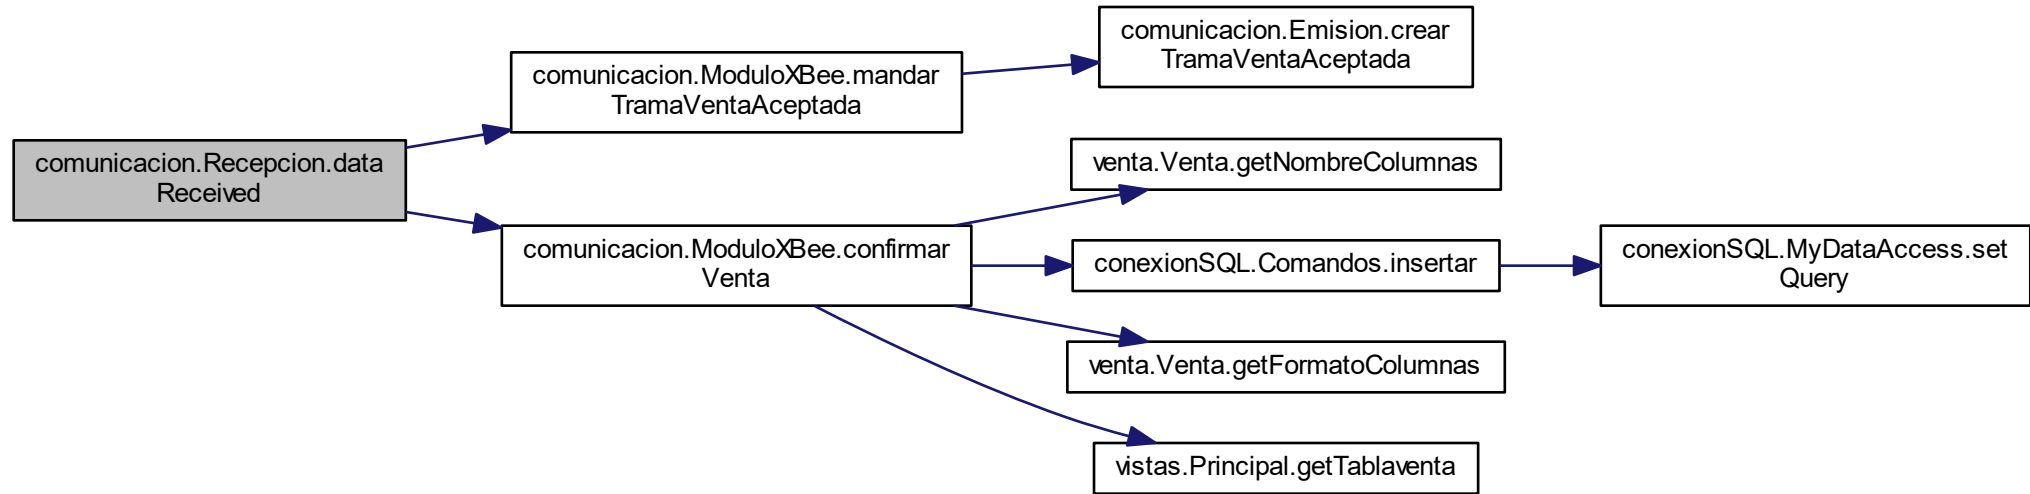 comunicacion.Recepcion.data
Received
comunicacion.ModuloXBee.mandar
TramaVentaAceptada
comunicacion.Emision.crear
TramaVentaAceptada
comunicacion.ModuloXBee.confirmar
Venta
venta.Venta.getNombreColumnas
conexionSQL.Comandos.insertar
conexionSQL.MyDataAccess.set
Query
venta.Venta.getFormatoColumnas
vistas.Principal.getTablaventa